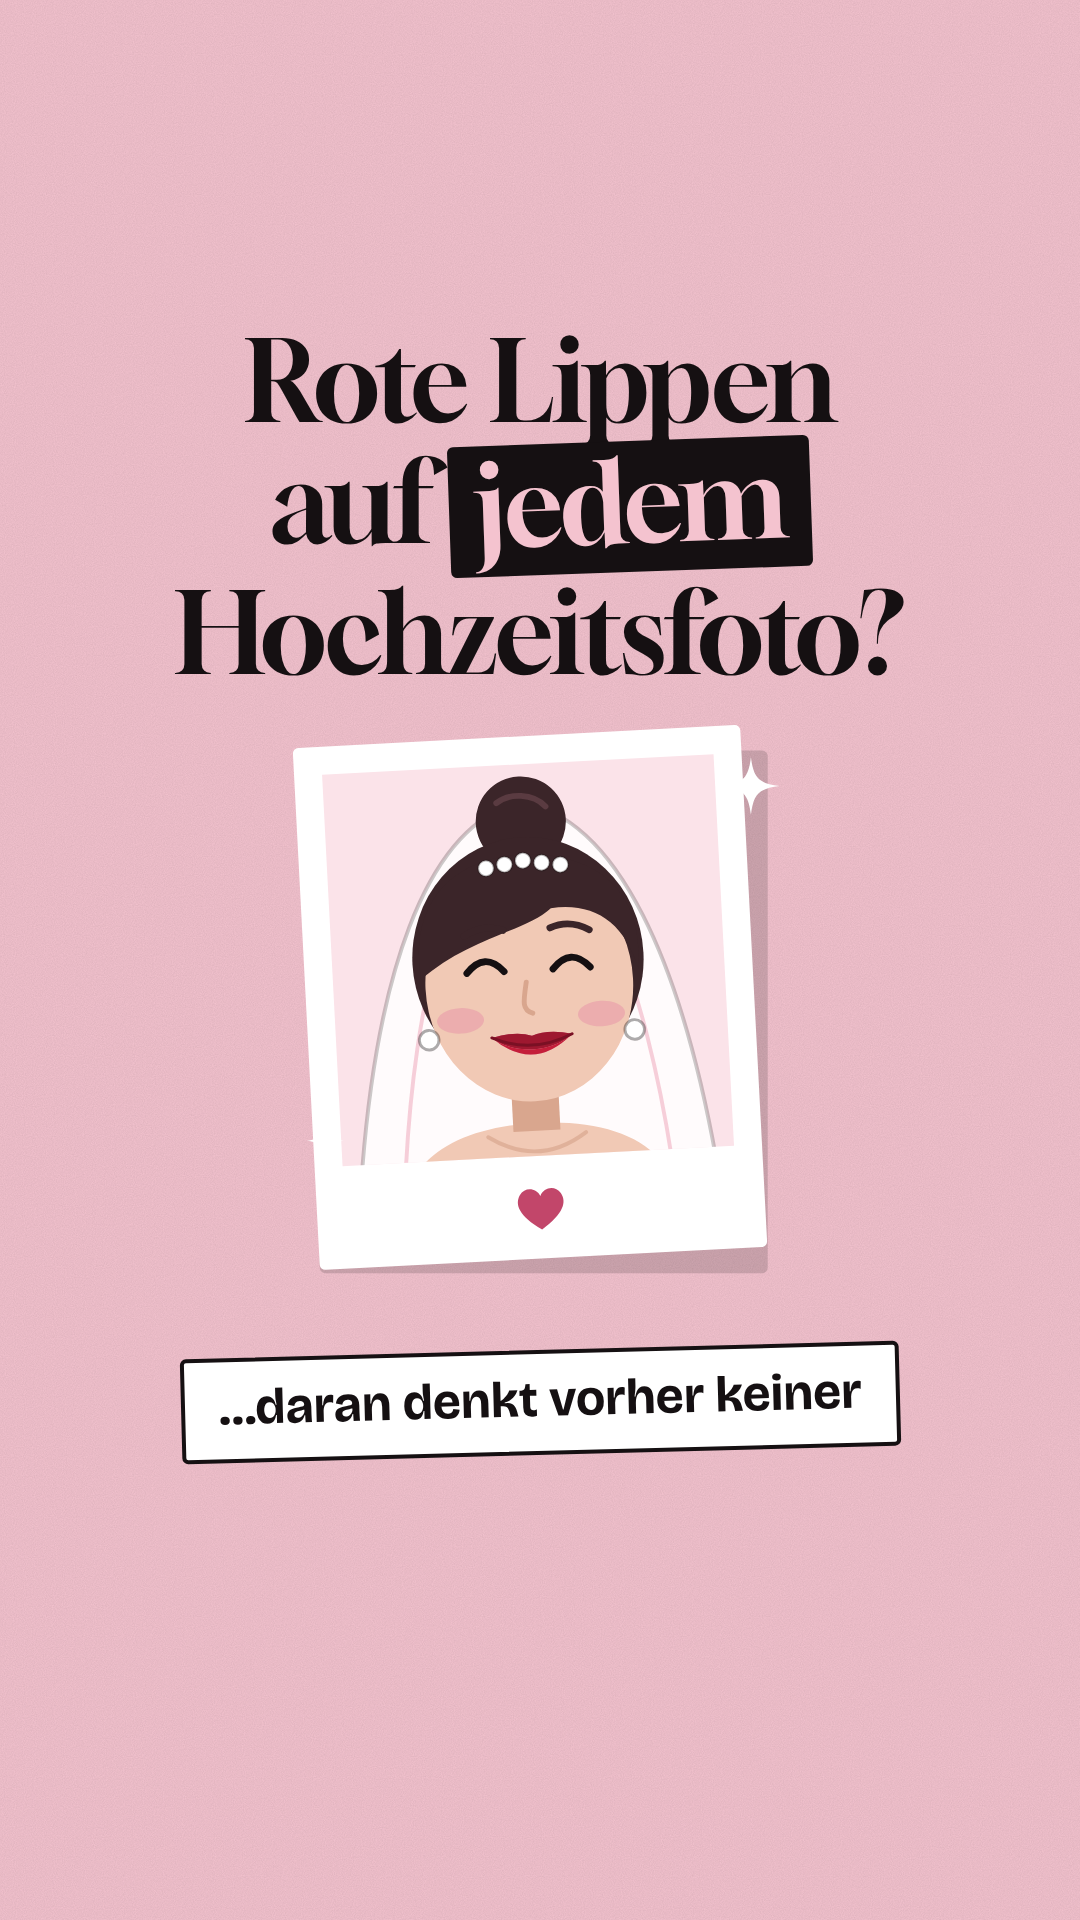 Rote Lippen
auf jedem
Hochzeitsfoto?
...daran denkt vorher keiner